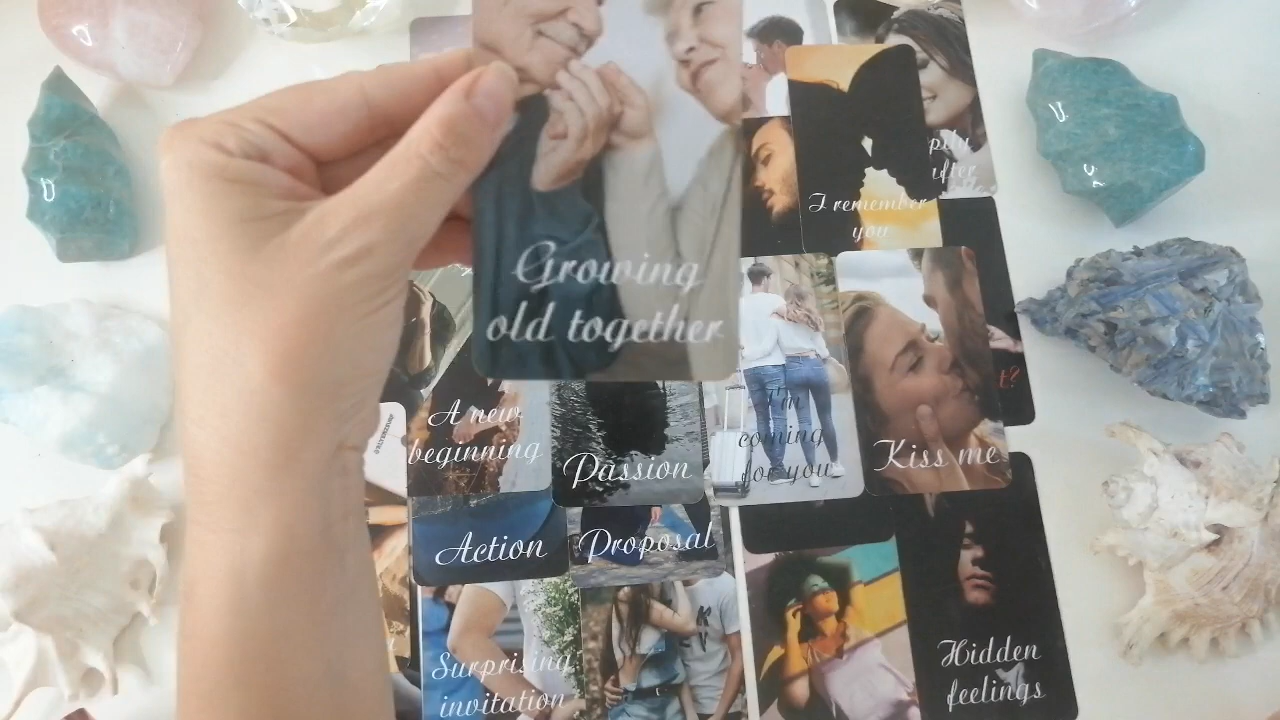 Growing
old together
I remember
you
after
A new
beginning
Passion
I'm
coming
for you
Kiss me
Action
Proposal
Surprising
invitation
Hidden
feelings